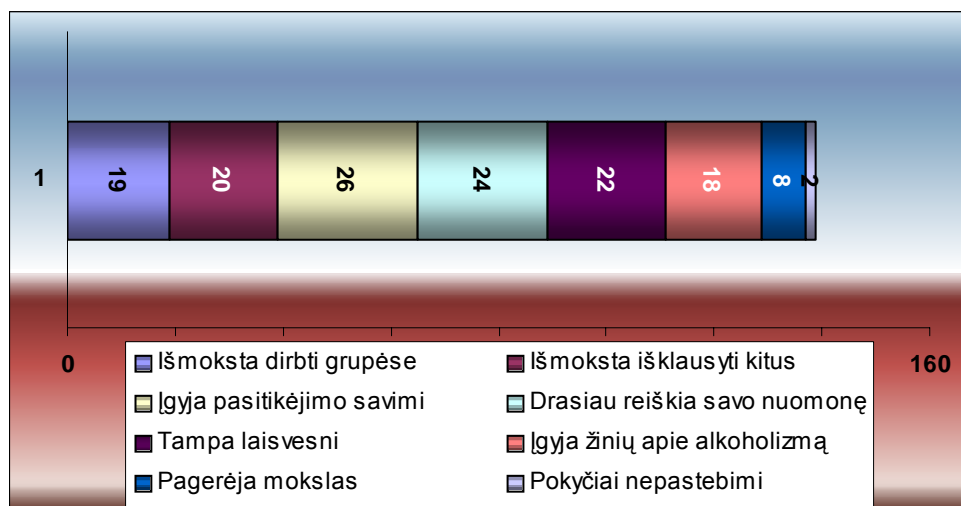 1
19 20 26 24 22 18 8 2
0 160
Išmoksta dirbti grupėse
Išmoksta išklausyti kitus
Įgyja pasitikėjimo savimi
Drasiau reiškia savo nuomonę
Tampa laisvesni
Įgyja žinių apie alkoholizmą
Pagerėja mokslas
Pokyčiai nepastebimi